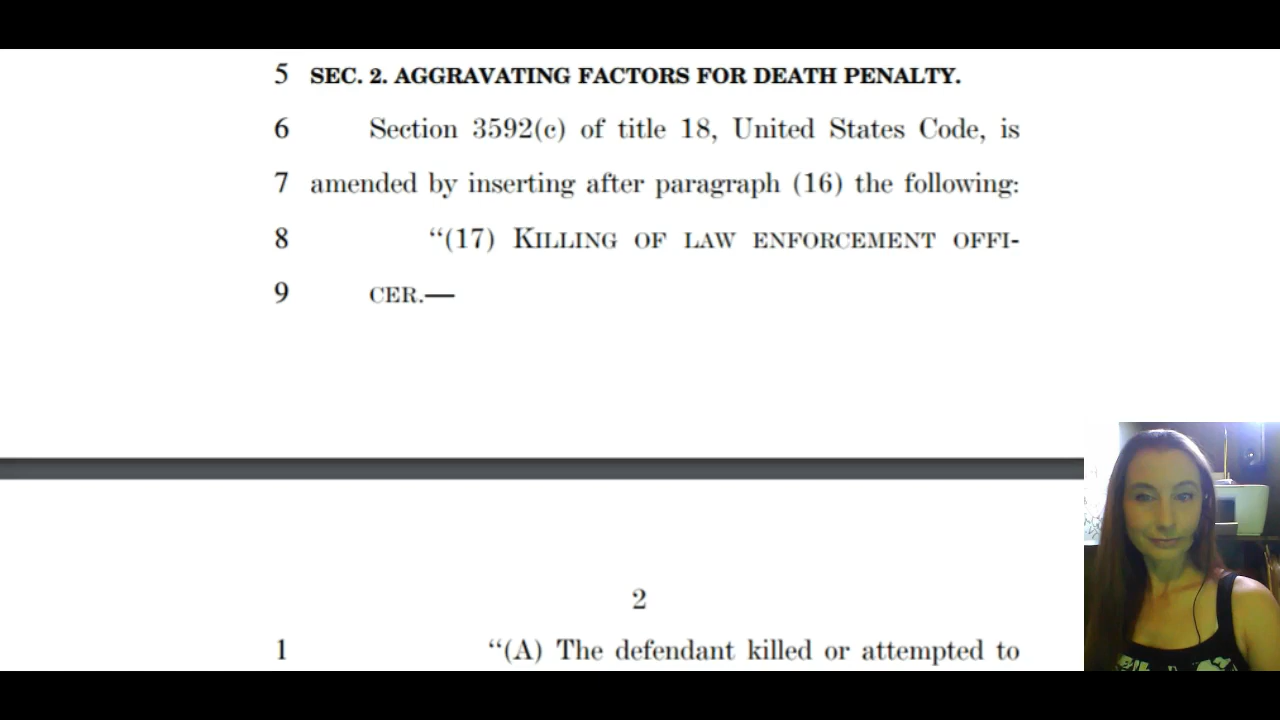 5 SEC. 2. AGGRAVATING FACTORS FOR DEATH PENALTY.
6 Section 3592(c) of title 18, United States Code, is
7 amended by inserting after paragraph (16) the following:
8 “(17) KILLING OF LAW ENFORCEMENT OFFI-
9 CER.—
2
1 “(A) The defendant killed or attempted to